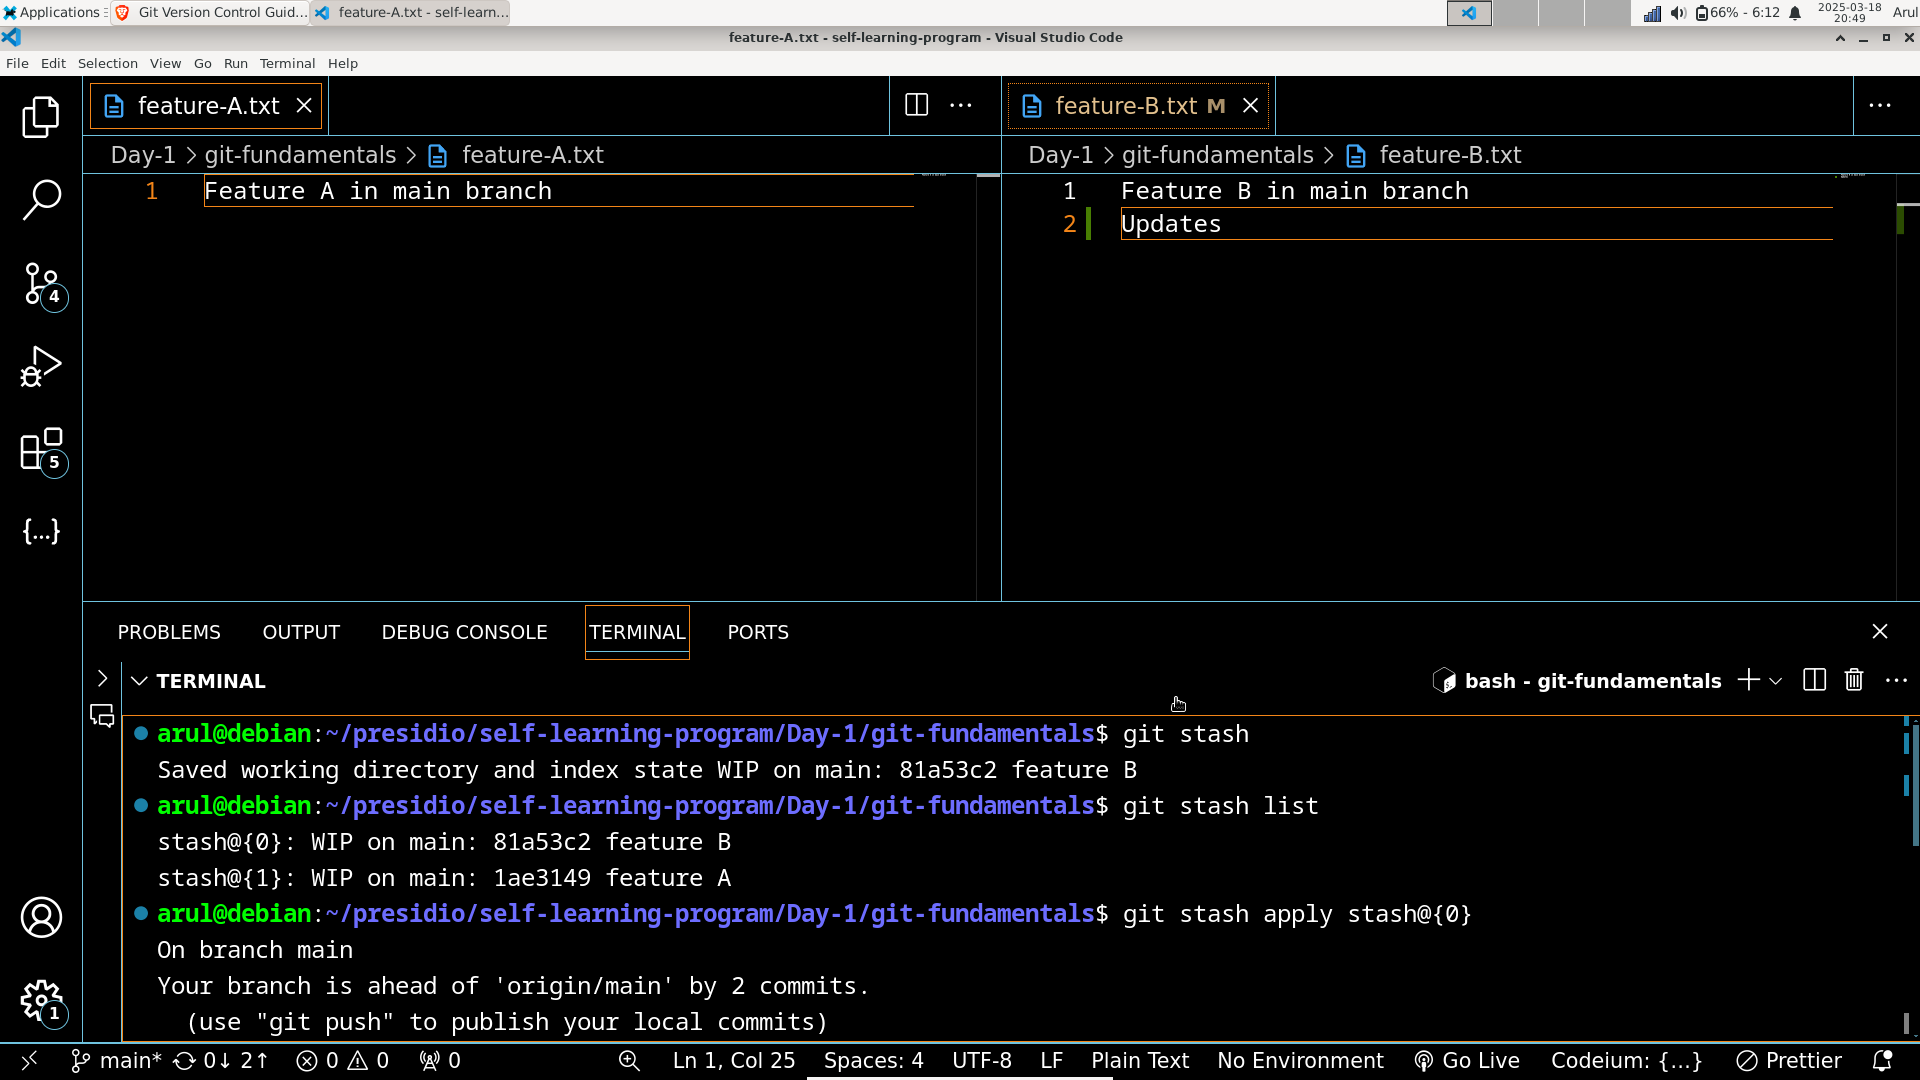 Applications
Git Version Control Guid...
feature-A.txt - self-learn...
66% - 6:12
2025-03-18
20:49
Arul
feature-A.txt - self-learning-program - Visual Studio Code
File Edit Selection View Go Run Terminal Help
feature-A.txt
feature-B.txt M
Day-1 > git-fundamentals > feature-A.txt
Day-1 > git-fundamentals > feature-B.txt
1 Feature A in main branch
1 Feature B in main branch
2 Updates
4
5
{...}
1
PROBLEMS OUTPUT DEBUG CONSOLE TERMINAL PORTS
TERMINAL
bash - git-fundamentals
arul@debian:~/presidio/self-learning-program/Day-1/git-fundamentals$ git stash
Saved working directory and index state WIP on main: 81a53c2 feature B
arul@debian:~/presidio/self-learning-program/Day-1/git-fundamentals$ git stash list
stash@{0}: WIP on main: 81a53c2 feature B
stash@{1}: WIP on main: 1ae3149 feature A
arul@debian:~/presidio/self-learning-program/Day-1/git-fundamentals$ git stash apply stash@{0}
On branch main
Your branch is ahead of 'origin/main' by 2 commits.
(use "git push" to publish your local commits)
main* 0↓ 2↑ 0 0 0 Ln 1, Col 25 Spaces: 4 UTF-8 LF Plain Text No Environment Go Live Codeium: {...} Prettier